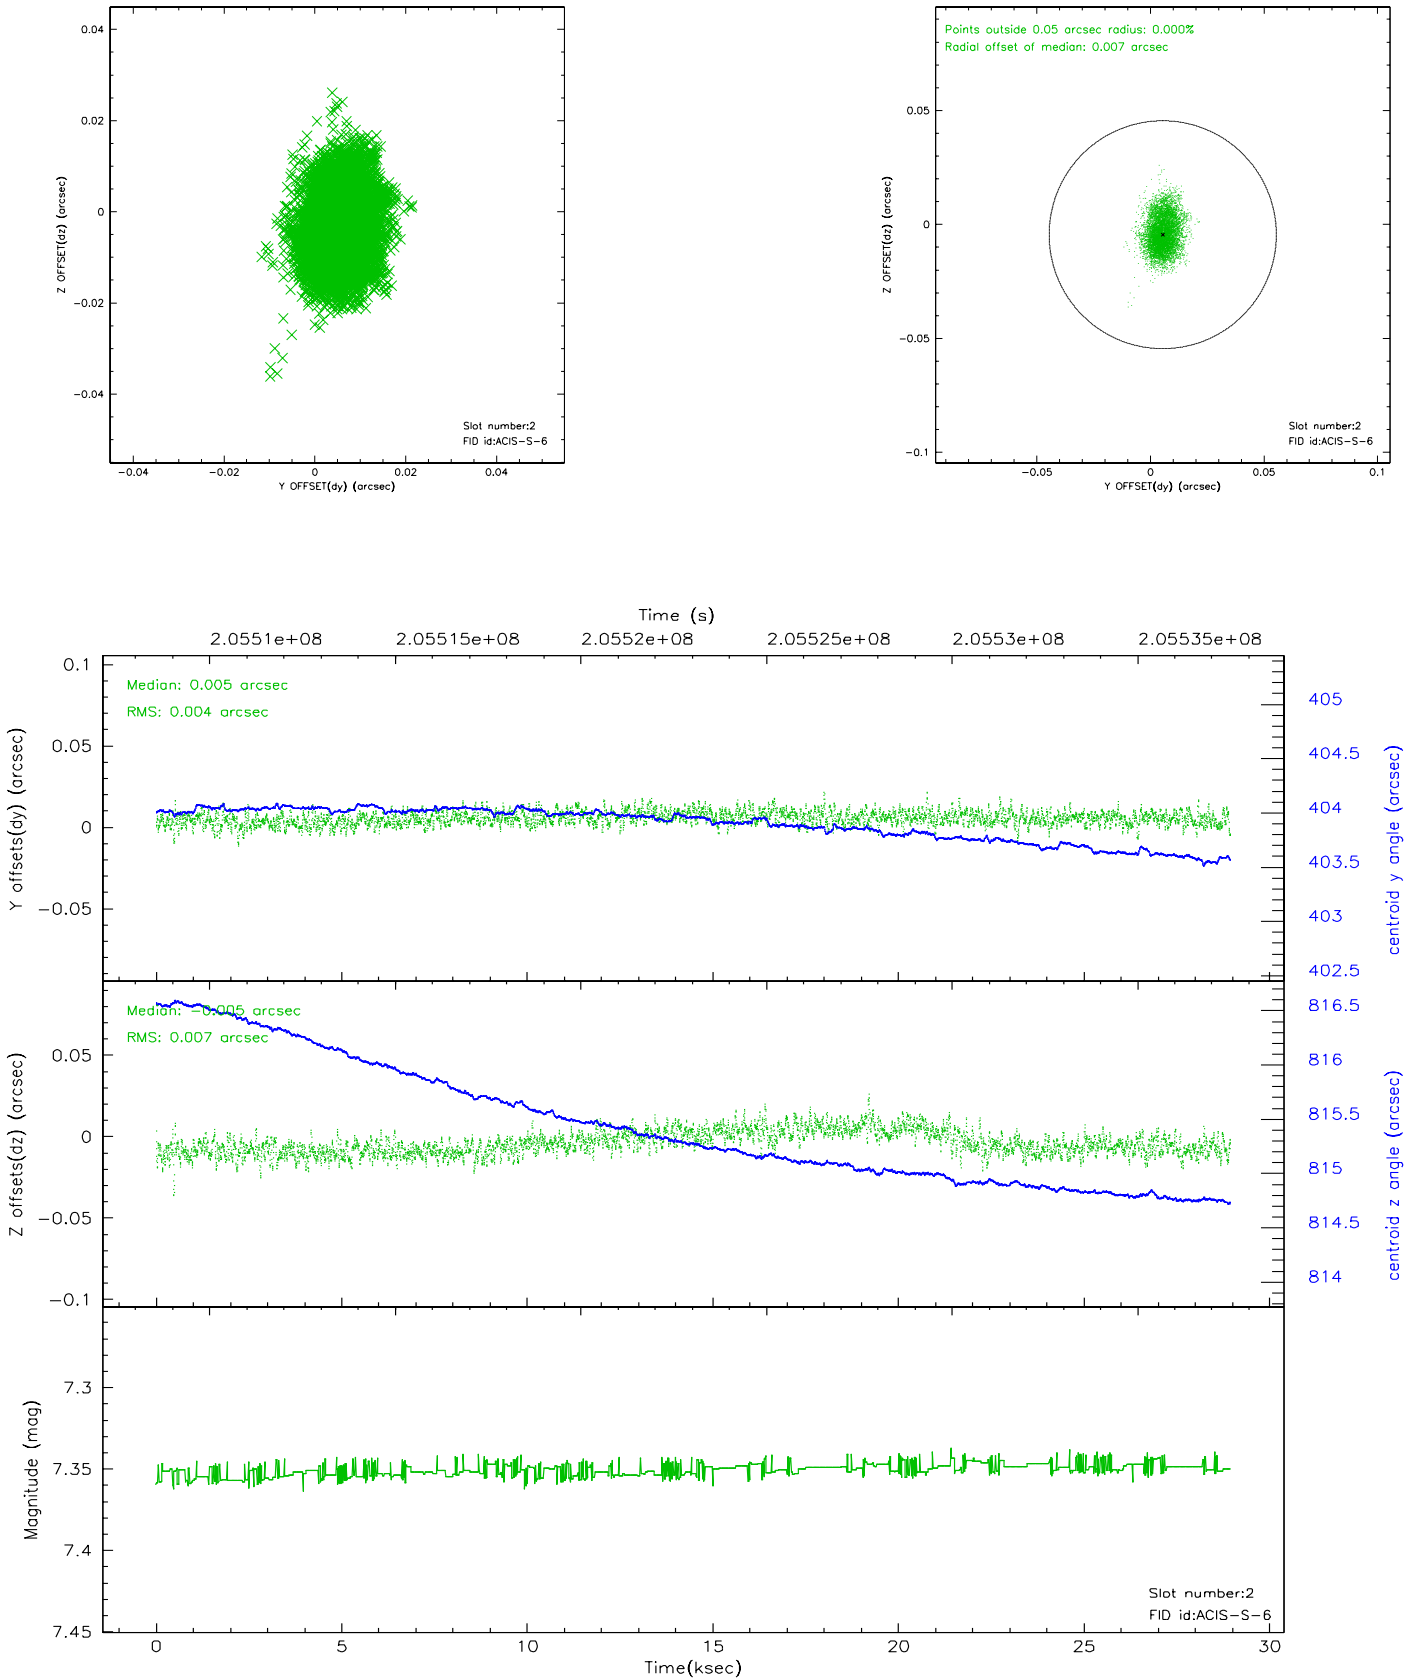 0.04
0.02
0
-0.02
-0.04
Z OFFSET(dz) (arcsec)
Slot number:2
FID id:ACIS-S-6
-0.04 -0.02 0 0.02 0.04
Y OFFSET(dy) (arcsec)
Points outside 0.05 arcsec radius: 0.000%
Radial offset of median: 0.007 arcsec
0.05
0
-0.05
-0.1
Z OFFSET(dz) (arcsec)
Slot number:2
FID id:ACIS-S-6
-0.05 0 0.05 0.1
Y OFFSET(dy) (arcsec)
Time (s)
2.0551e+08 2.05515e+08 2.0552e+08 2.05525e+08 2.0553e+08 2.05535e+08
Median: 0.005 arcsec
RMS: 0.004 arcsec
0.1
0.05
0
-0.05
Y offsets(dy) (arcsec)
405
404.5
404
403.5
403
402.5
centroid y angle (arcsec)
Median: -0.005 arcsec
RMS: 0.007 arcsec
0.05
0
-0.05
-0.1
Z offsets(dz) (arcsec)
816.5
816
815.5
815
814.5
814
centroid z angle (arcsec)
7.3
7.35
7.4
7.45
Magnitude (mag)
Slot number:2
FID id:ACIS-S-6
0 5 10 15 20 25 30
Time(ksec)